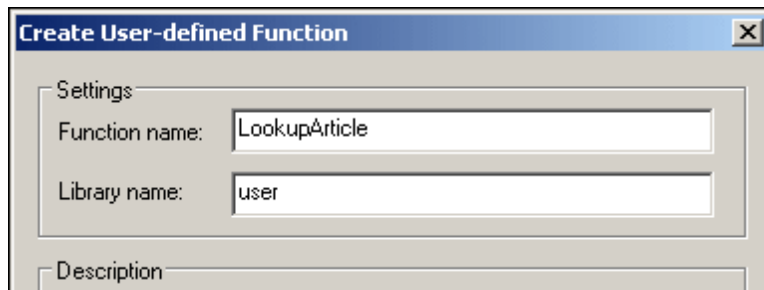 Create User-defined Function
Settings
Function name: LookupArticle
Library name: user
Description